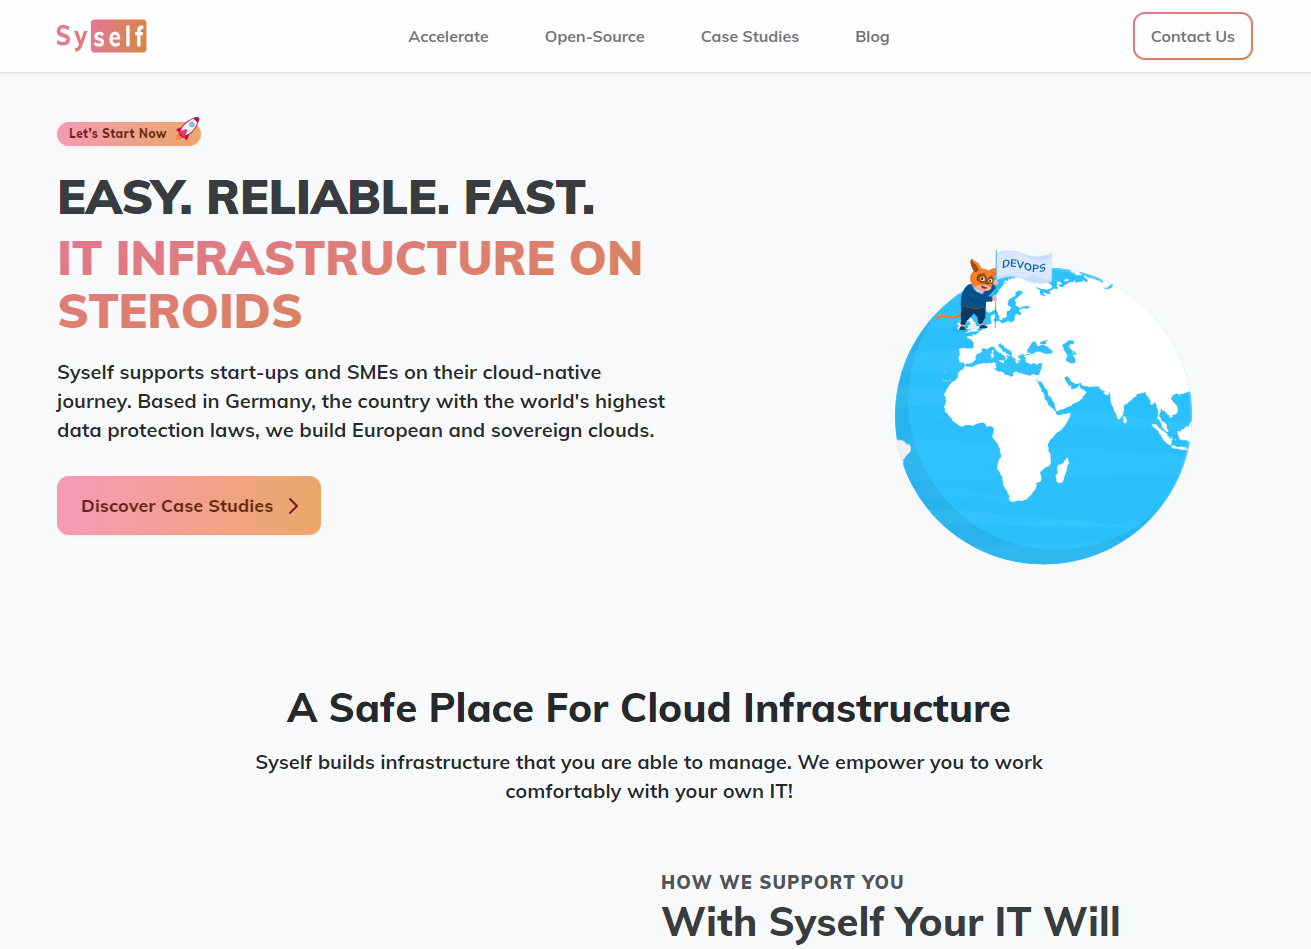 Syself
Accelerate
Open-Source
Case Studies
Blog
Contact Us
Let's Start Now
EASY. RELIABLE. FAST.
IT INFRASTRUCTURE ON
STEROIDS
Syself supports start-ups and SMEs on their cloud-native
journey. Based in Germany, the country with the world's highest
data protection laws, we build European and sovereign clouds.
Discover Case Studies
DEVOPS
A Safe Place For Cloud Infrastructure
Syself builds infrastructure that you are able to manage. We empower you to work
comfortably with your own IT!
HOW WE SUPPORT YOU
With Syself Your IT Will